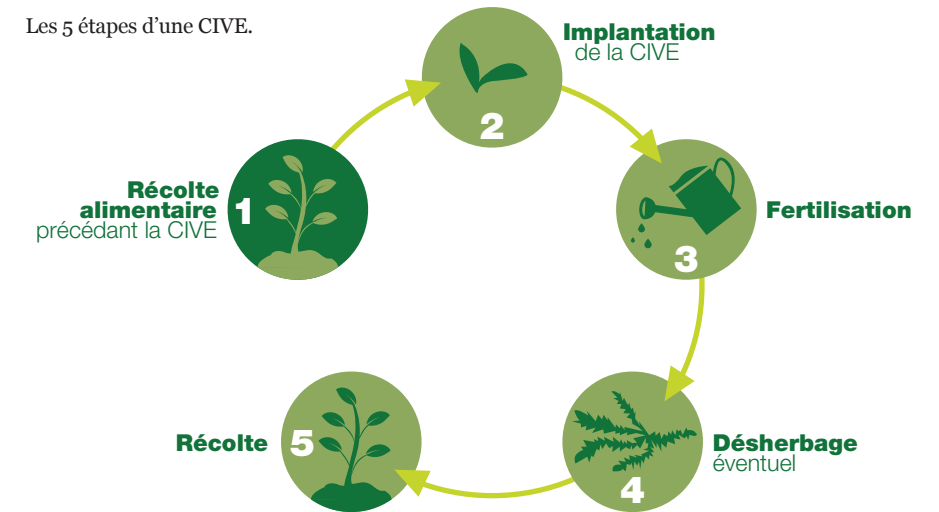 Les 5 étapes d'une CIVE.
Récolte
alimentaire
précédant la CIVE
1
Implantation
de la CIVE
2
Fertilisation
3
Désherbage
éventuel
4
Récolte
5